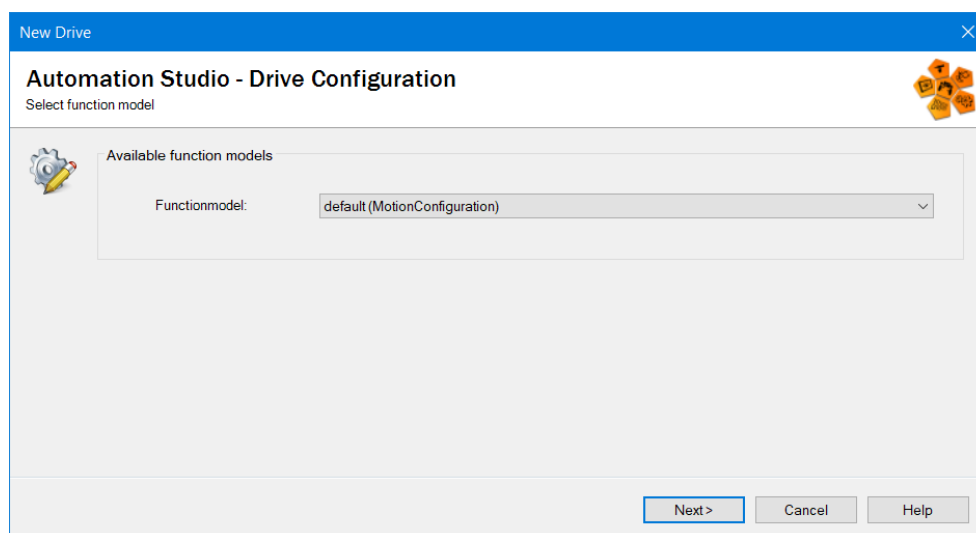 New Drive
Automation Studio - Drive Configuration
Select function model
Available function models
Functionmodel:
default (MotionConfiguration)
Next >
Cancel
Help